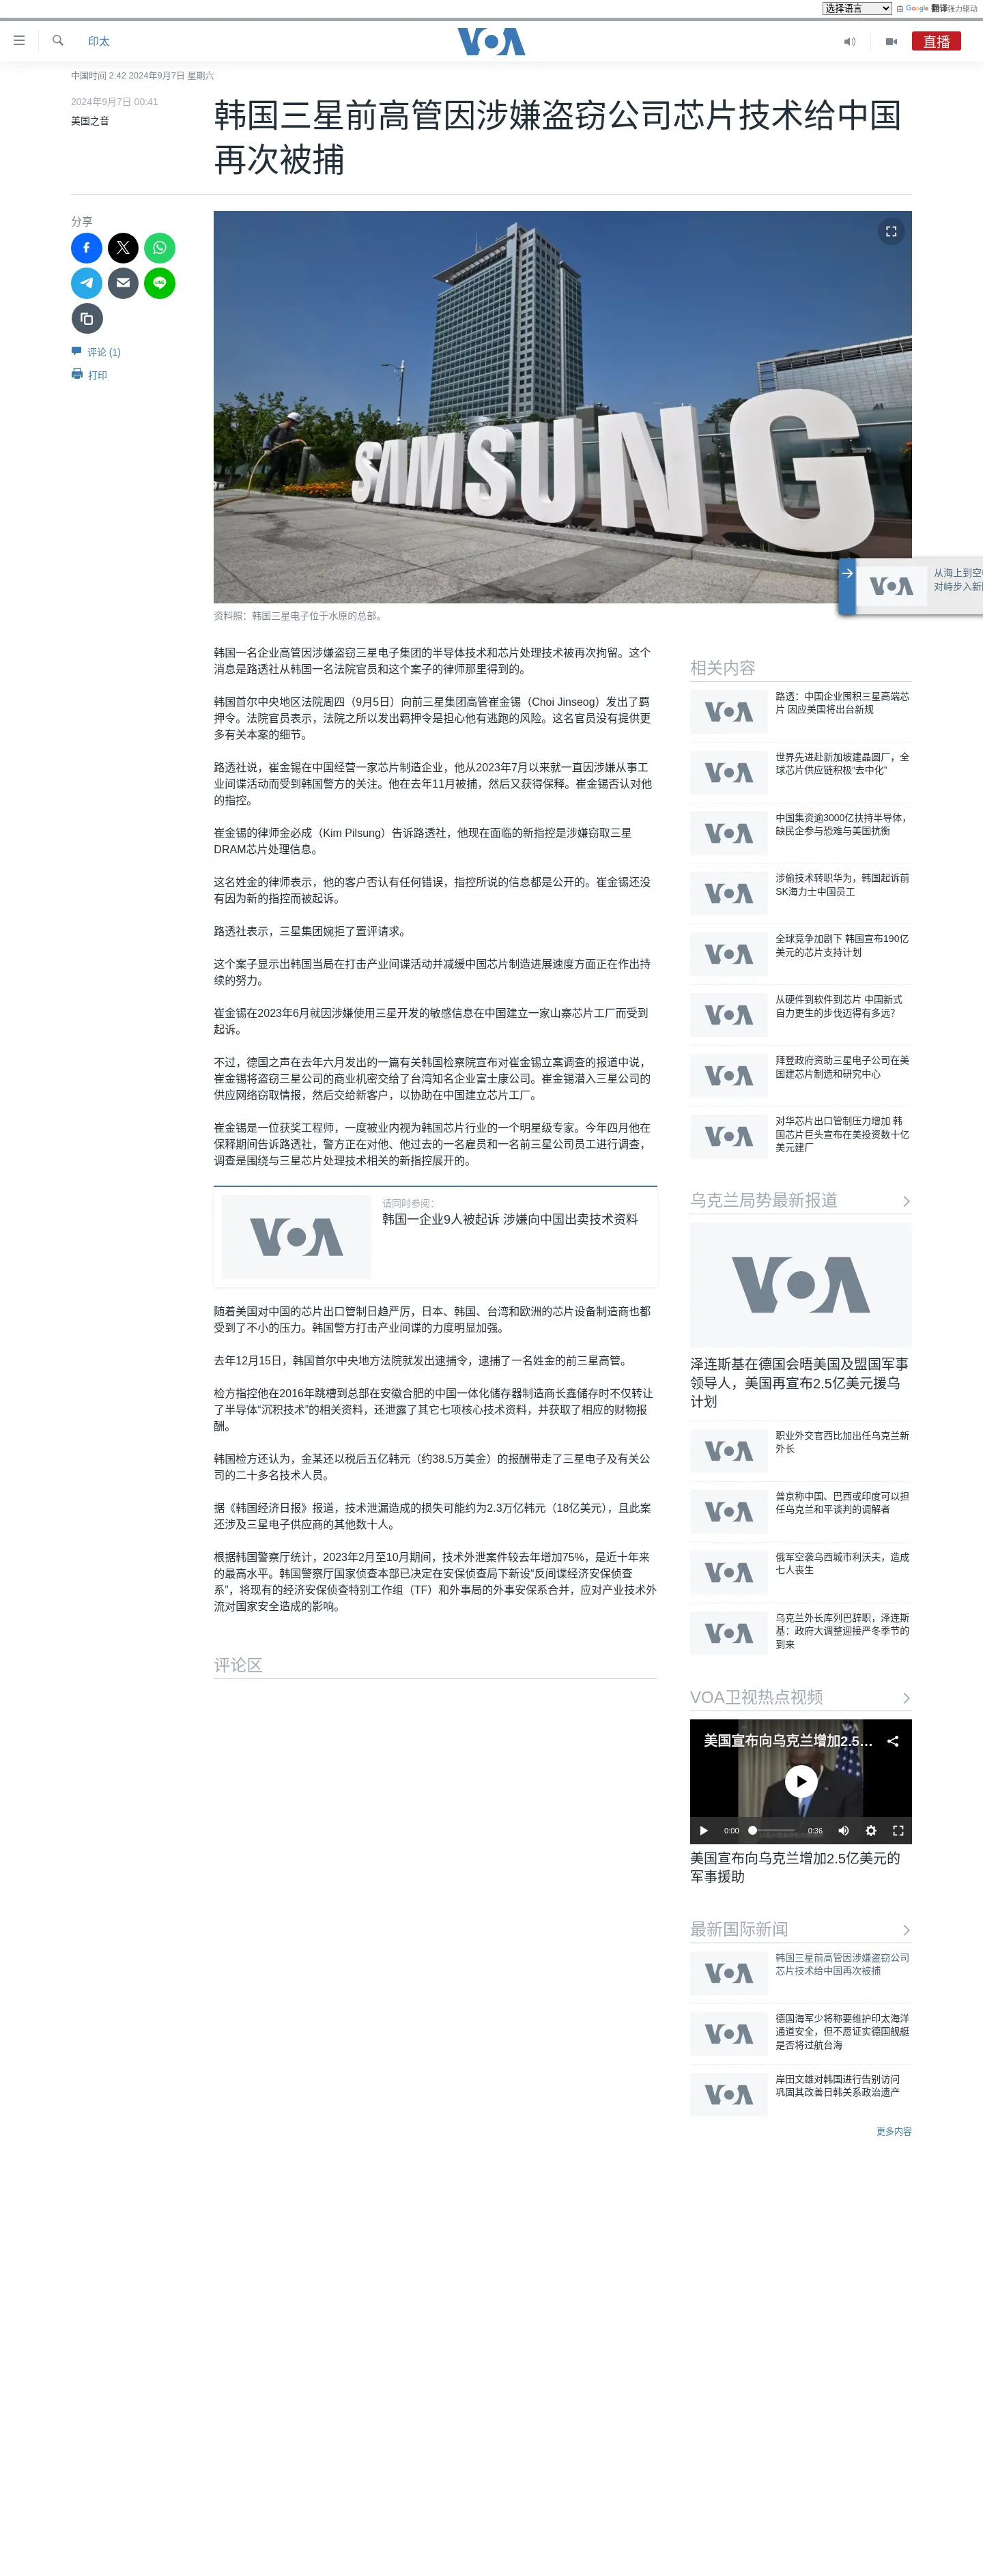 选择语言 由 Google 翻译强力驱动
印太
VOA
直播
中国时间 2:42 2024年9月7日 星期六
2024年9月7日 00:41
美国之音
韩国三星前高管因涉嫌盗窃公司芯片技术给中国
再次被捕
分享
评论 (1)
打印
SAMSUNG
从海上到空
对峙步入新
VOA
资料照：韩国三星电子位于水原的总部。
韩国一名企业高管因涉嫌盗窃三星电子集团的半导体技术和芯片处理技术被再次拘留。这个
消息是路透社从韩国一名法院官员和这个案子的律师那里得到的。
韩国首尔中央地区法院周四（9月5日）向前三星集团高管崔金锡（Choi Jinseog）发出了羁
押令。法院官员表示，法院之所以发出羁押令是担心他有逃跑的风险。这名官员没有提供更
多有关本案的细节。
路透社说，崔金锡在中国经营一家芯片制造企业，他从2023年7月以来就一直因涉嫌从事工
业间谍活动而受到韩国警方的关注。他在去年11月被捕，然后又获得保释。崔金锡否认对他
的指控。
崔金锡的律师金必成（Kim Pilsung）告诉路透社，他现在面临的新指控是涉嫌窃取三星
DRAM芯片处理信息。
这名姓金的律师表示，他的客户否认有任何错误，指控所说的信息都是公开的。崔金锡还没
有因为新的指控而被起诉。
路透社表示，三星集团婉拒了置评请求。
这个案子显示出韩国当局在打击产业间谍活动并减缓中国芯片制造进展速度方面正在作出持
续的努力。
崔金锡在2023年6月就因涉嫌使用三星开发的敏感信息在中国建立一家山寨芯片工厂而受到
起诉。
不过，德国之声在去年六月发出的一篇有关韩国检察院宣布对崔金锡立案调查的报道中说，
崔金锡将盗窃三星公司的商业机密交给了台湾知名企业富士康公司。崔金锡潜入三星公司的
供应网络窃取情报，然后交给新客户，以协助在中国建立芯片工厂。
崔金锡是一位获奖工程师，一度被业内视为韩国芯片行业的一个明星级专家。今年四月他在
保释期间告诉路透社，警方正在对他、他过去的一名雇员和一名前三星公司员工进行调查，
调查是围绕与三星芯片处理技术相关的新指控展开的。
VOA
请同时参阅：
韩国一企业9人被起诉 涉嫌向中国出卖技术资料
随着美国对中国的芯片出口管制日趋严厉，日本、韩国、台湾和欧洲的芯片设备制造商也都
受到了不小的压力。韩国警方打击产业间谍的力度明显加强。
去年12月15日，韩国首尔中央地方法院就发出逮捕令，逮捕了一名姓金的前三星高管。
检方指控他在2016年跳槽到总部在安徽合肥的中国一体化储存器制造商长鑫储存时不仅转让
了半导体“沉积技术”的相关资料，还泄露了其它七项核心技术资料，并获取了相应的财物报
酬。
韩国检方还认为，金某还以税后五亿韩元（约38.5万美金）的报酬带走了三星电子及有关公
司的二十多名技术人员。
据《韩国经济日报》报道，技术泄漏造成的损失可能约为2.3万亿韩元（18亿美元），且此案
还涉及三星电子供应商的其他数十人。
根据韩国警察厅统计，2023年2月至10月期间，技术外泄案件较去年增加75%，是近十年来
的最高水平。韩国警察厅国家侦查本部已决定在安保侦查局下新设“反间谍经济安保侦查
系”，将现有的经济安保侦查特别工作组（TF）和外事局的外事安保系合并，应对产业技术外
流对国家安全造成的影响。
评论区
相关内容
VOA
路透：中国企业囤积三星高端芯
片 因应美国将出台新规
VOA
世界先进赴新加坡建晶圆厂，全
球芯片供应链积极“去中化”
VOA
中国集资逾3000亿扶持半导体，
缺民企参与恐难与美国抗衡
VOA
涉偷技术转职华为，韩国起诉前
SK海力士中国员工
VOA
全球竞争加剧下 韩国宣布190亿
美元的芯片支持计划
VOA
从硬件到软件到芯片 中国新式
自力更生的步伐迈得有多远？
VOA
拜登政府资助三星电子公司在美
国建芯片制造和研究中心
VOA
对华芯片出口管制压力增加 韩
国芯片巨头宣布在美投资数十亿
美元建厂
乌克兰局势最新报道
VOA
泽连斯基在德国会晤美国及盟国军事
领导人，美国再宣布2.5亿美元援乌
计划
VOA
职业外交官西比加出任乌克兰新
外长
VOA
普京称中国、巴西或印度可以担
任乌克兰和平谈判的调解者
VOA
俄军空袭乌西城市利沃夫，造成
七人丧生
VOA
乌克兰外长库列巴辞职，泽连斯
基：政府大调整迎接严冬季节的
到来
VOA卫视热点视频
美国宣布向乌克兰增加2.5...
0:00 0:36
美国宣布向乌克兰增加2.5亿美元的
军事援助
最新国际新闻
VOA
韩国三星前高管因涉嫌盗窃公司
芯片技术给中国再次被捕
VOA
德国海军少将称要维护印太海洋
通道安全，但不愿证实德国舰艇
是否将过航台海
VOA
岸田文雄对韩国进行告别访问
巩固其改善日韩关系政治遗产
更多内容